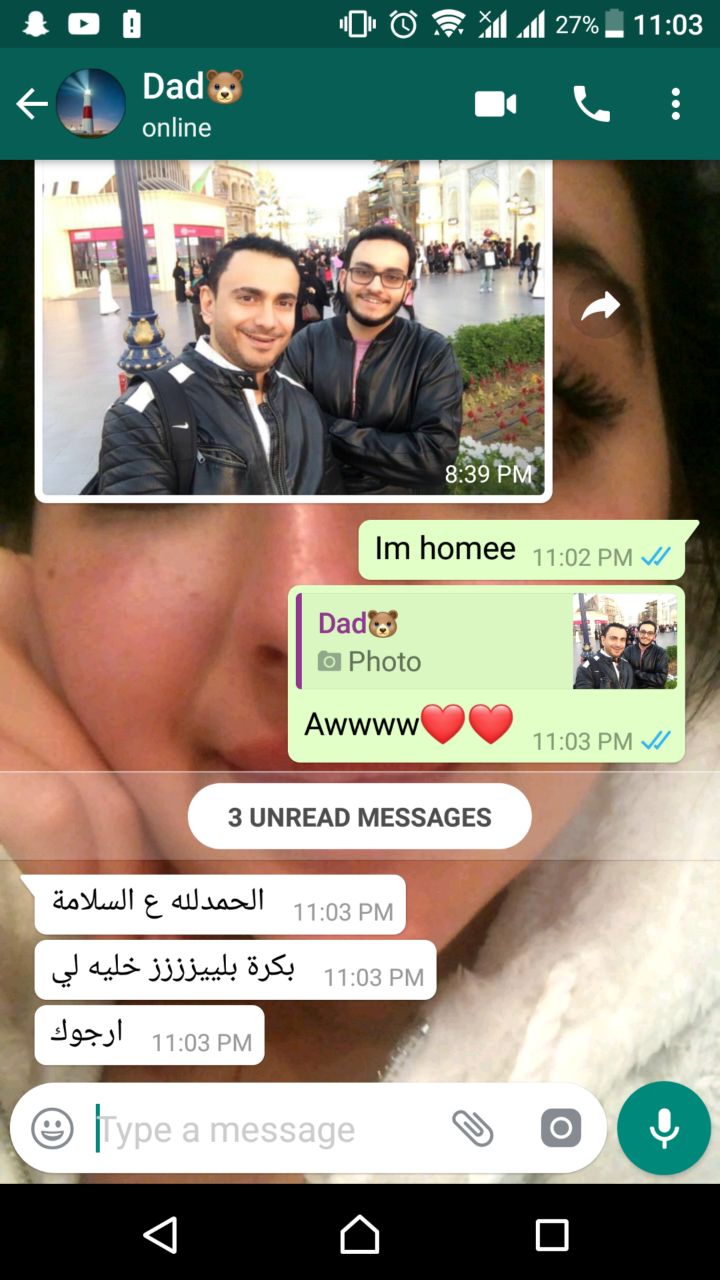 27% 11:03
Dad🐻
online
8:39 PM
Im homee 11:02 PM
Dad🐻
Photo
Awwww❤️❤️ 11:03 PM
3 UNREAD MESSAGES
الحمدلله ع السلامة 11:03 PM
بكرة بلييزززز خليه لي 11:03 PM
ارجوك 11:03 PM
Type a message